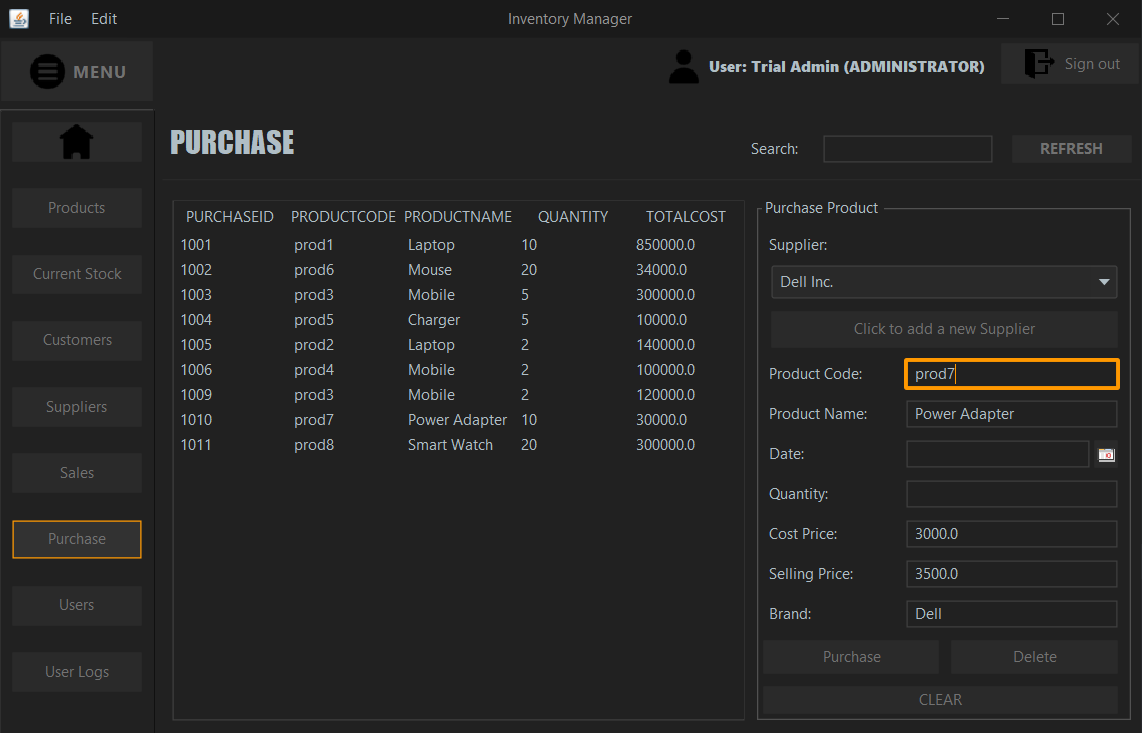 File Edit Inventory Manager
MENU
User: Trial Admin (ADMINISTRATOR)
Sign out
Products
Current Stock
Customers
Suppliers
Sales
Purchase
Users
User Logs
PURCHASE
Search:
REFRESH
PURCHASEID PRODUCTCODE PRODUCTNAME QUANTITY TOTALCOST
1001 prod1 Laptop 10 850000.0
1002 prod6 Mouse 20 34000.0
1003 prod3 Mobile 5 300000.0
1004 prod5 Charger 5 10000.0
1005 prod2 Laptop 2 140000.0
1006 prod4 Mobile 2 100000.0
1009 prod3 Mobile 2 120000.0
1010 prod7 Power Adapter 10 30000.0
1011 prod8 Smart Watch 20 300000.0
Purchase Product
Supplier:
Dell Inc.
Click to add a new Supplier
Product Code: prod7
Product Name: Power Adapter
Date:
Quantity:
Cost Price: 3000.0
Selling Price: 3500.0
Brand: Dell
Purchase Delete
CLEAR